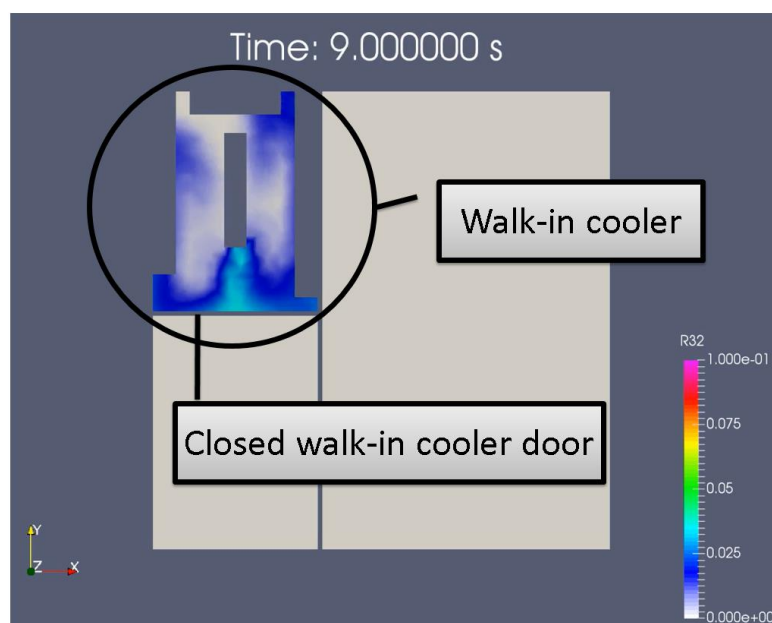 Time: 9.000000 s
Walk-in cooler
Closed walk-in cooler door
R32
1.000e-01
0.075
0.05
0.025
0.000e+00
Y
Z
X